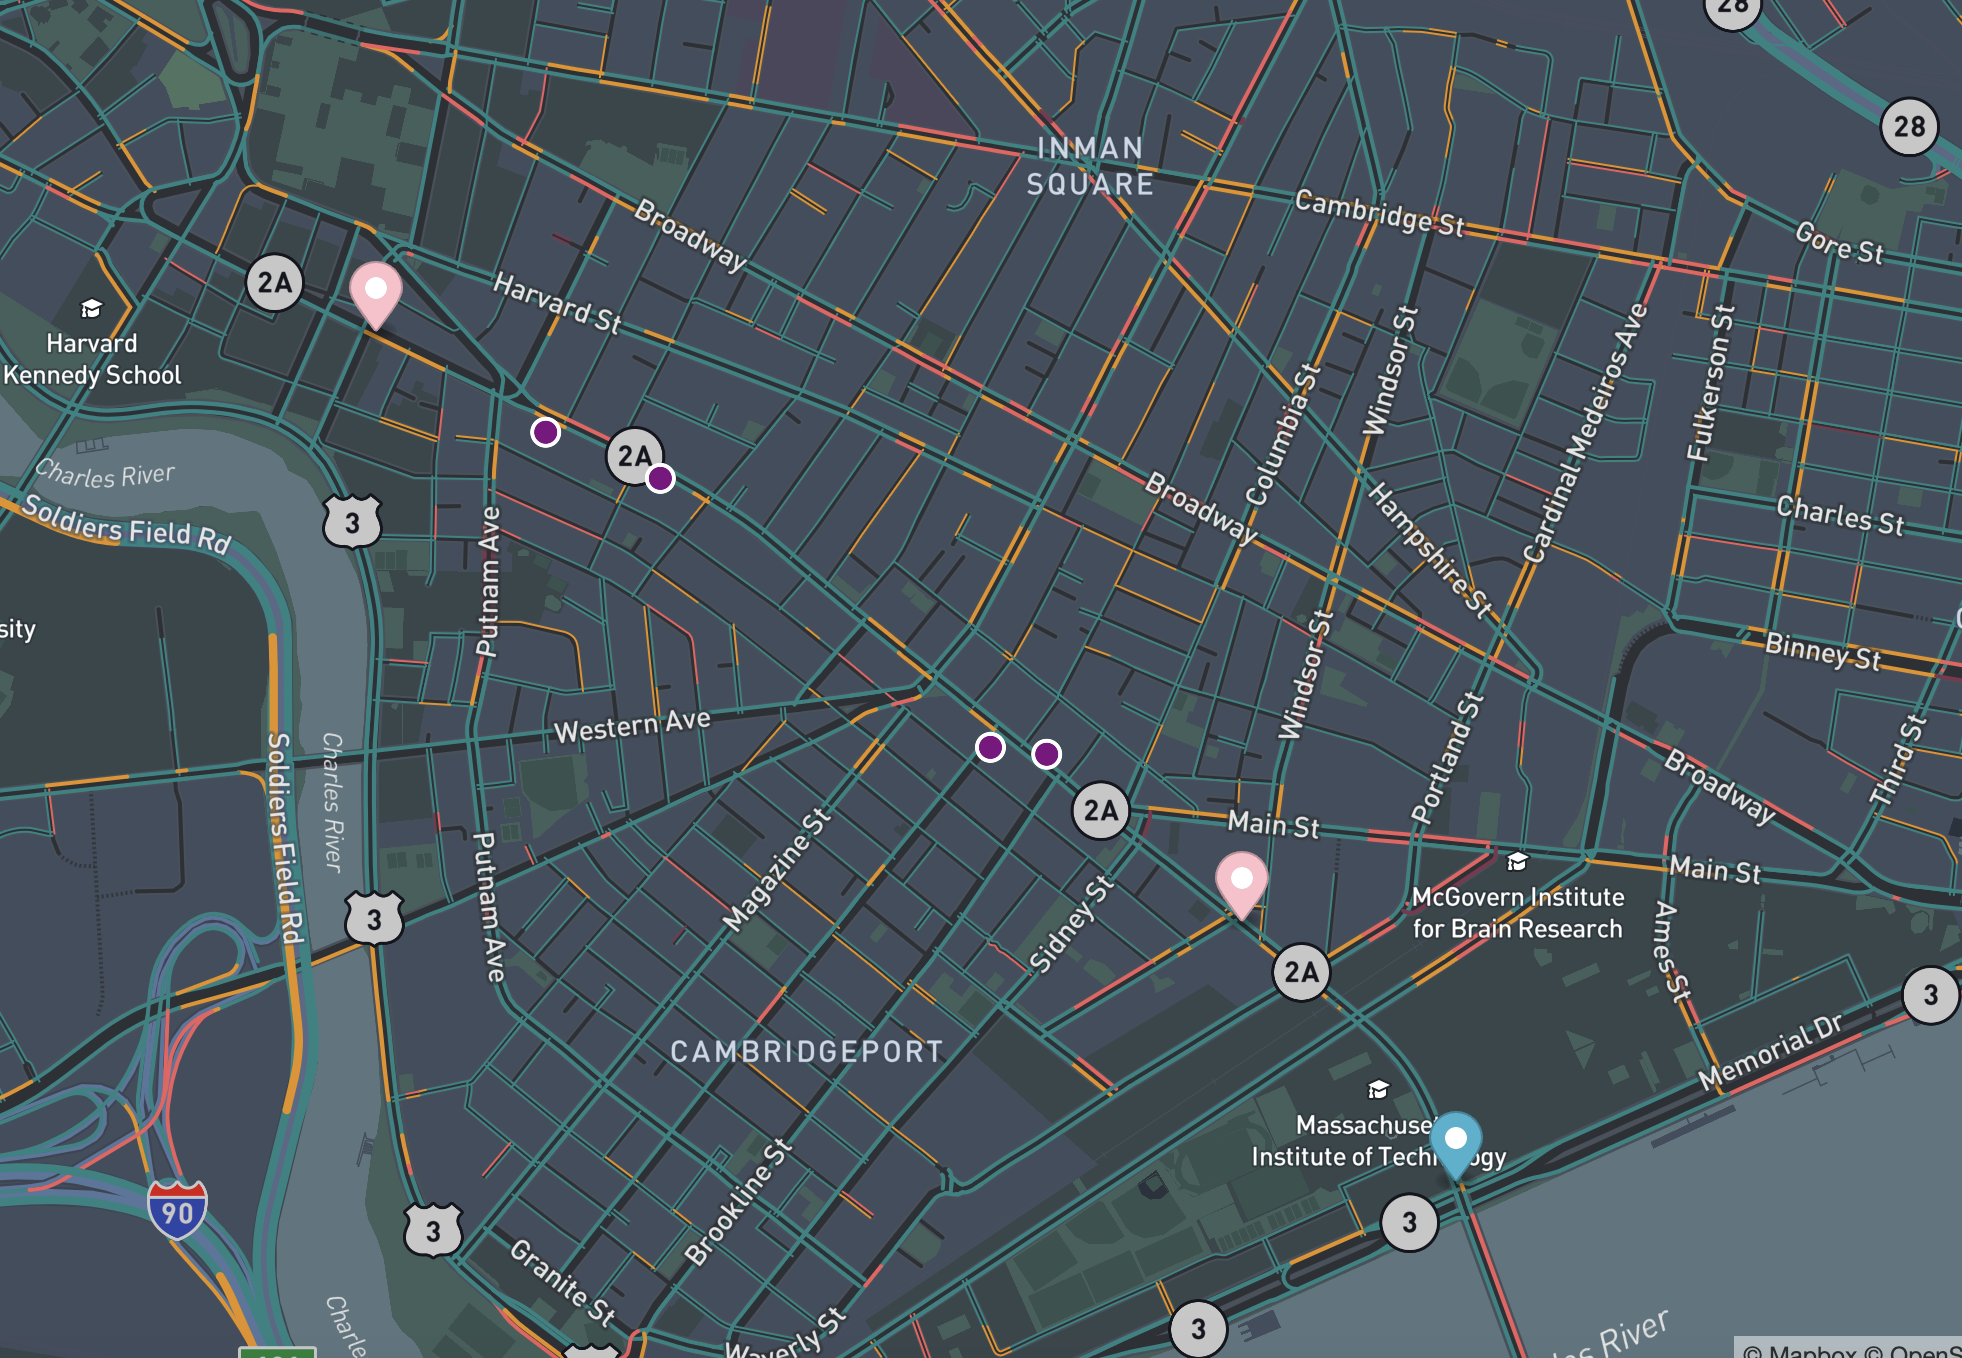 28
28
INMAN
SQUARE
Broadway
Cambridge St
Gore St
2A
Harvard St
Harvard
Kennedy School
Windsor St
Cardinal Medeiros Ave
Fulkerson St
Columbia St
2A
Charles River
Soldiers Field Rd
3
Putnam Ave
Broadway
Hampshire St
Charles St
sity
Windsor St
Binney St
Western Ave
Portland St
Third St
Soldiers Field Rd
Charles River
Broadway
2A
Main St
Main St
Magazine St
Putnam Ave
Sidney St
McGovern Institute
for Brain Research
Ames St
3
2A
3
CAMBRIDGEPORT
Memorial Dr
Massachuse
Institute of Tech ogy
90
3
3
Brookline St
Granite St
Charle
Waverly St
3
les River
© Mapbox © OpenS